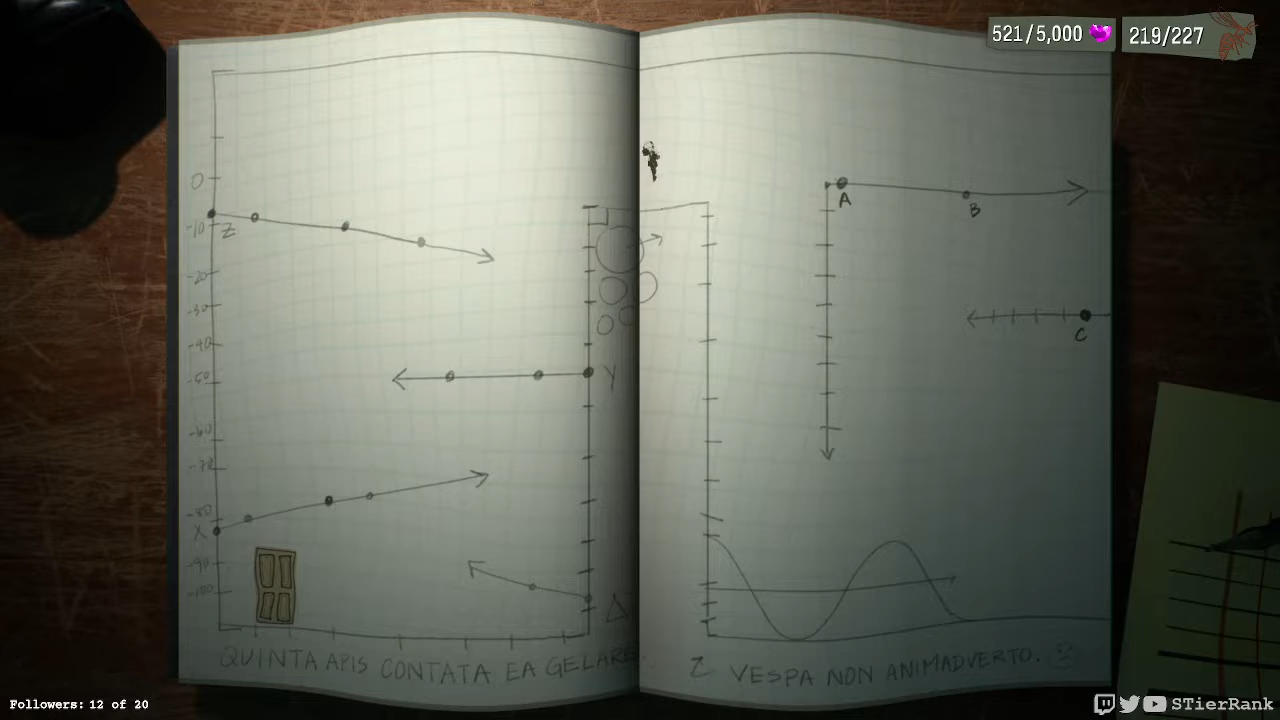 521/5,000
219/227
0
-10
-20
-30
-40
-50
-60
-70
-80
-90
-100
Z
Y
X
A
B
C
QUINTA APIS CONTATA EA GELARE.
Z VESPA NON ANIMADVERTO.
Followers: 12 of 20
STierRank